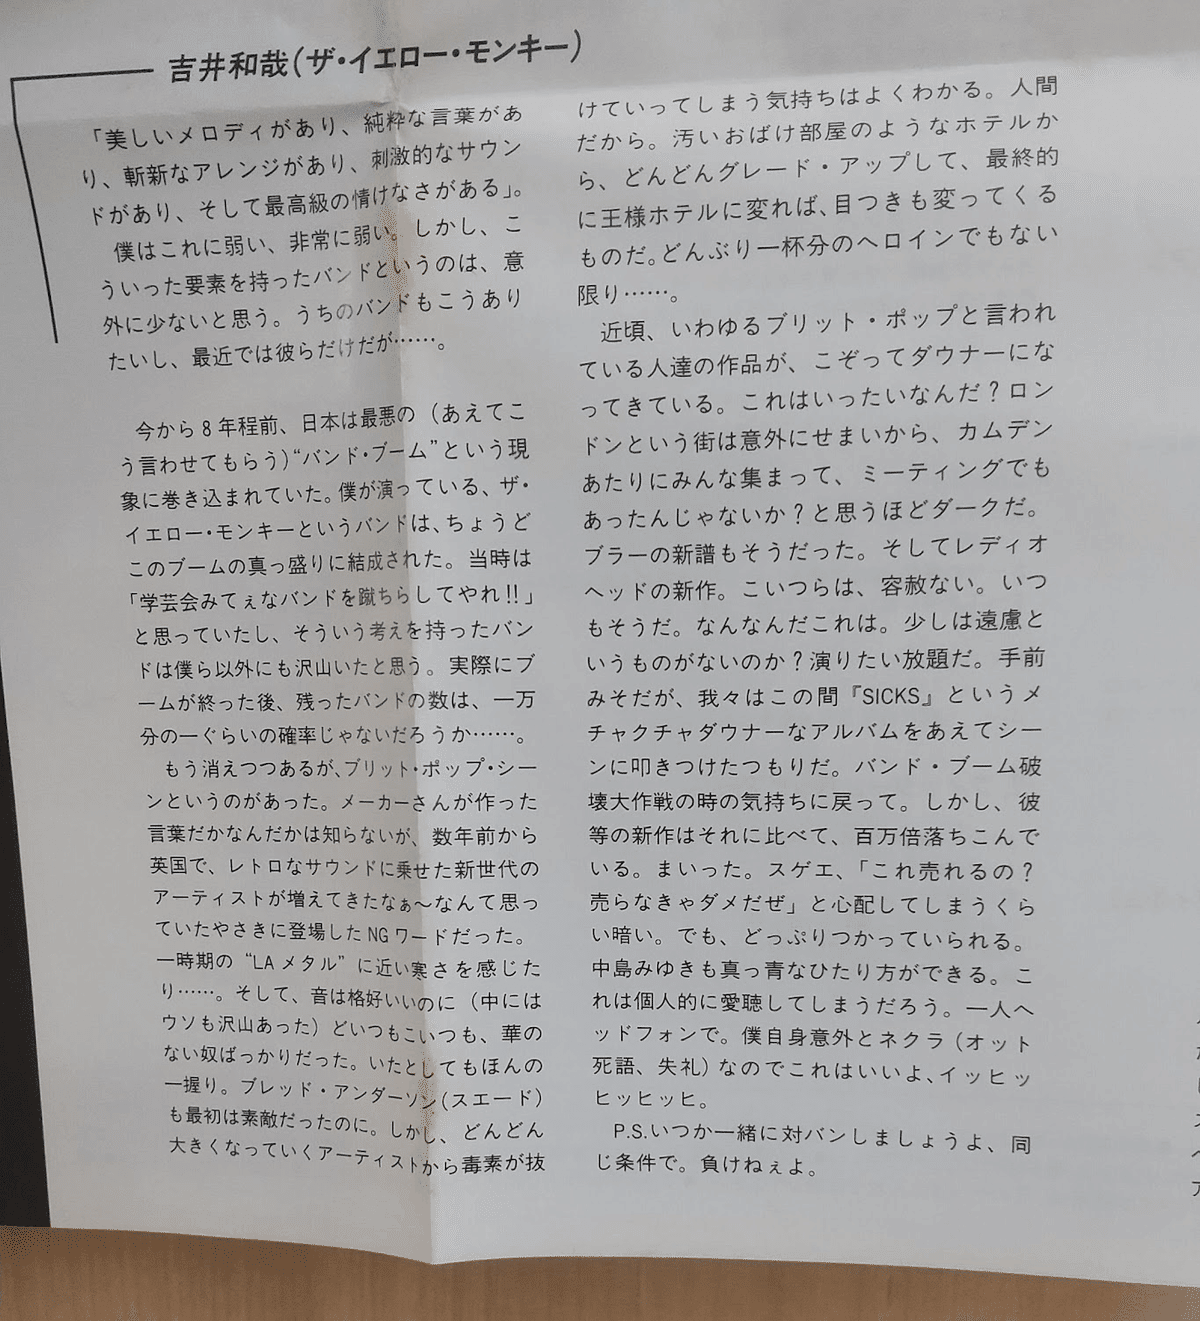 吉井和哉(ザ・イエロー・モンキー)
「美しいメロディがあり、純粋な言葉があ
り、斬新なアレンジがあり、刺激的なサウン
ドがあり、そして最高級の情けなさがある」。
僕はこれに弱い、非常に弱い。しかし、こ
ういった要素を持ったバンドというのは、意
外に少ないと思う。うちのバンドもこうあり
たいし、最近では彼らだけだが……。
今から8年程前、日本は最悪の(あえてこ
う言わせてもらう)“バンド・ブーム”という現
象に巻き込まれていた。僕が演っている、ザ・
イエロー・モンキーというバンドは、ちょうど
このブームの真っ盛りに結成された。当時は
「学芸会みてぇなバンドを蹴ちらしてやれ!!」
と思っていたし、そういう考えを持ったバン
ドは僕ら以外にも沢山いたと思う。実際にブ
ームが終った後、残ったバンドの数は、一万
分の一ぐらいの確率じゃないだろうか……。
もう消えつつあるが、ブリット・ポップ・シー
ンというのがあった。メーカーさんが作った
言葉だかなんだかは知らないが、数年前から
英国で、レトロなサウンドに乗せた新世代の
アーティストが増えてきたなぁ〜なんて思っ
ていたやさきに登場したNGワードだった。
一時期の“LAメタル”に近い寒さを感じた
り……。そして、音は格好いいのに(中には
ウソも沢山あった)どいつもこいつも、華の
ない奴ばっかりだった。いたとしてもほんの
一握り。ブレッド・アンダーソン(スエード)
も最初は素敵だったのに。しかし、どんどん
大きくなっていくアーティストから毒素が抜
けていってしまう気持ちはよくわかる。人間
だから。汚いおばけ部屋のようなホテルか
ら、どんどんグレード・アップして、最終的
に王様ホテルに変れば、目つきも変ってくる
ものだ。どんぶり一杯分のヘロインでもない
限り……。
近頃、いわゆるブリット・ポップと言われ
ている人達の作品が、こぞってダウナーにな
ってきている。これはいったいなんだ?ロン
ドンという街は意外にせまいから、カムデン
あたりにみんな集まって、ミーティングでも
あったんじゃないか?と思うほどダークだ。
ブラーの新譜もそうだった。そしてレディオ
ヘッドの新作。こいつらは、容赦ない。いつ
もそうだ。なんなんだこれは。少しは遠慮と
いうものがないのか?演りたい放題だ。手前
みそだが、我々はこの間『SICKS』というメ
チャクチャダウナーなアルバムをあえてシー
ンに叩きつけたつもりだ。バンド・ブーム破
壊大作戦の時の気持ちに戻って。しかし、彼
等の新作はそれに比べて、百万倍落ちこんで
いる。まいった。スゲエ、「これ売れるの?
売らなきゃダメだぜ」と心配してしまうくら
い暗い。でも、どっぷりつかっていられる。
中島みゆきも真っ青なひたり方ができる。こ
れは個人的に愛聴してしまうだろう。一人ヘ
ッドフォンで。僕自身意外とネクラ(オット
死語、失礼)なのでこれはいいよ、イッヒッ
ヒッヒッヒ。
P.S.いつか一緒に対バンしましょうよ、同
じ条件で。負けねぇよ。